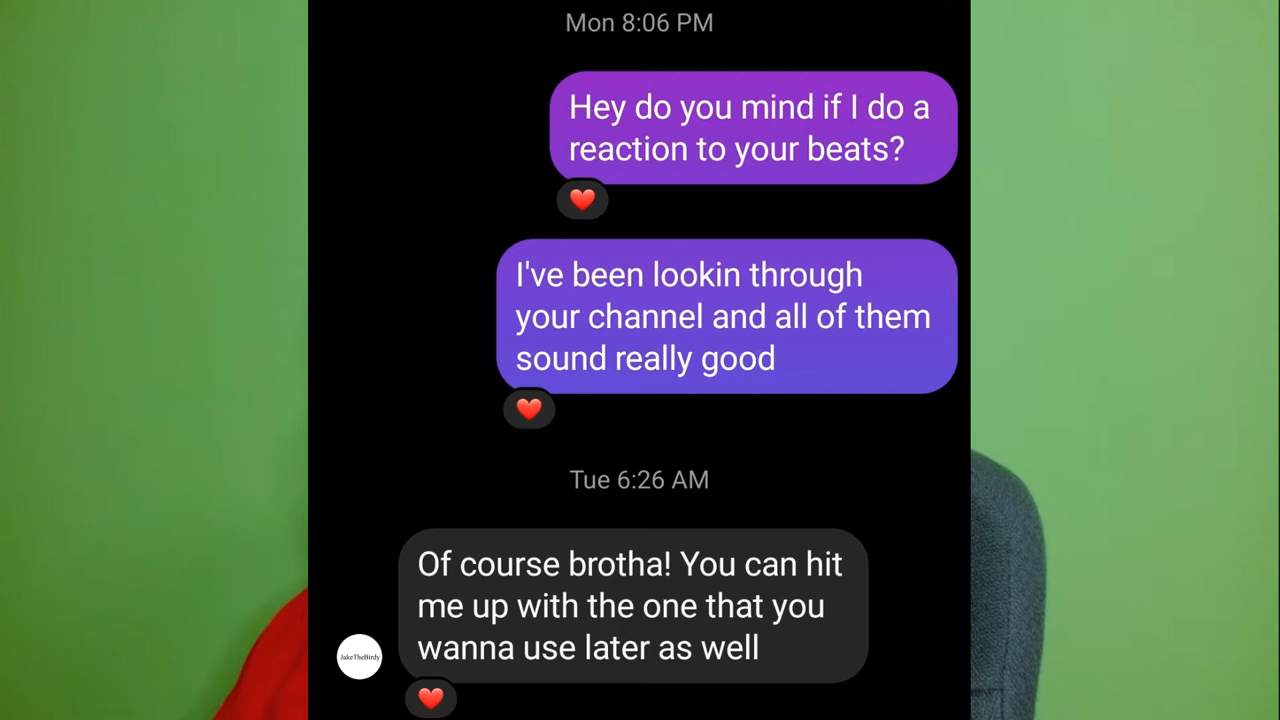 Mon 8:06 PM
Hey do you mind if I do a
reaction to your beats?
I've been lookin through
your channel and all of them
sound really good
Tue 6:26 AM
Of course brotha! You can hit
me up with the one that you
wanna use later as well
JakeTheBirdy